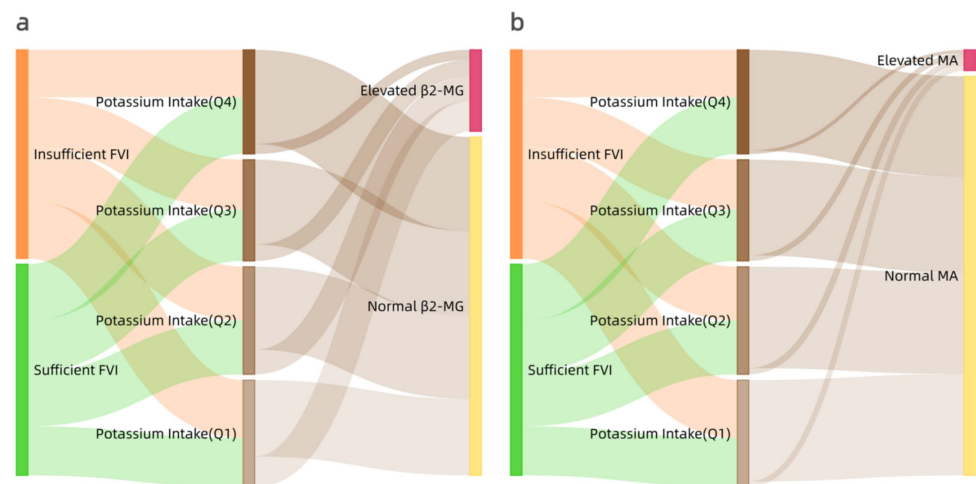 a
Potassium Intake(Q4)
Elevated β2-MG
Insufficient FVI
Potassium Intake(Q3)
Normal β2-MG
Potassium Intake(Q2)
Sufficient FVI
Potassium Intake(Q1)
b
Elevated MA
Potassium Intake(Q4)
Insufficient FVI
Potassium Intake(Q3)
Normal MA
Potassium Intake(Q2)
Sufficient FVI
Potassium Intake(Q1)